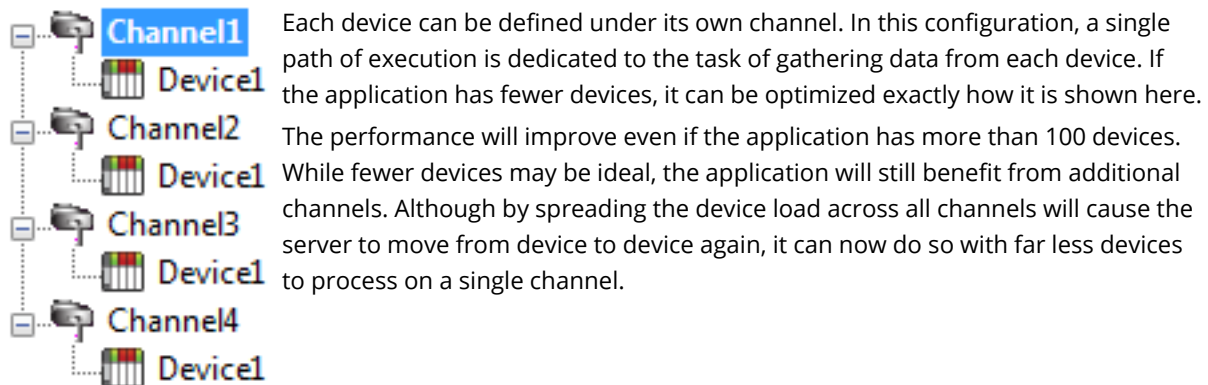 Channel1
Device1
Channel2
Device1
Channel3
Device1
Channel4
Device1
Each device can be defined under its own channel. In this configuration, a single
path of execution is dedicated to the task of gathering data from each device. If
the application has fewer devices, it can be optimized exactly how it is shown here.
The performance will improve even if the application has more than 100 devices.
While fewer devices may be ideal, the application will still benefit from additional
channels. Although by spreading the device load across all channels will cause the
server to move from device to device again, it can now do so with far less devices
to process on a single channel.